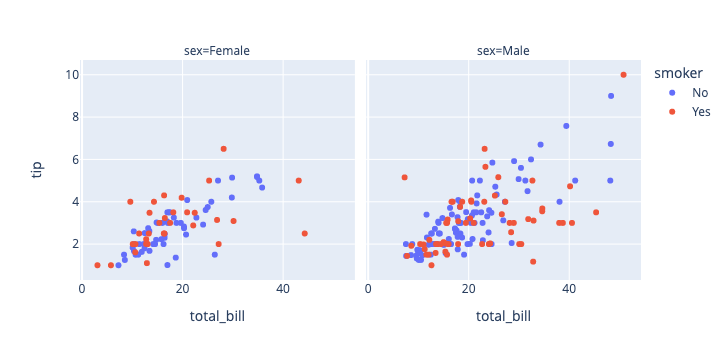 sex=Female
sex=Male
smoker
No
Yes
10
8
6
4
2
tip
0
20
40
0
20
40
total_bill
total_bill